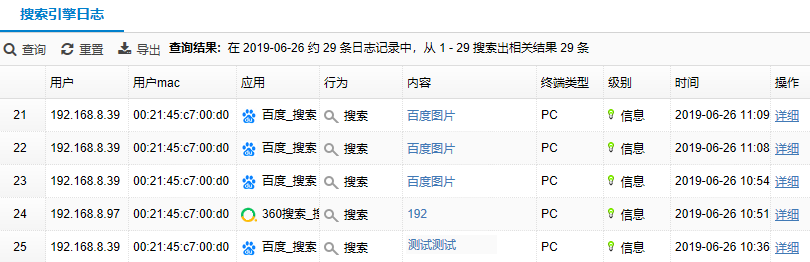 搜索引擎日志
查询 重置 导出 查询结果: 在 2019-06-26 约 29 条日志记录中，从 1 - 29 搜索出相关结果 29 条
用户 用户mac 应用 行为 内容 终端类型 级别 时间 操作
21 192.168.8.39 00:21:45:c7:00:d0 百度_搜索 搜索 百度图片 PC 信息 2019-06-26 11:09 详细
22 192.168.8.39 00:21:45:c7:00:d0 百度_搜索 搜索 百度图片 PC 信息 2019-06-26 11:08 详细
23 192.168.8.39 00:21:45:c7:00:d0 百度_搜索 搜索 百度图片 PC 信息 2019-06-26 10:54 详细
24 192.168.8.97 00:21:45:c7:00:d0 360搜索_搜 搜索 192 PC 信息 2019-06-26 10:51 详细
25 192.168.8.39 00:21:45:c7:00:d0 百度_搜索 搜索 测试测试 PC 信息 2019-06-26 10:36 详细